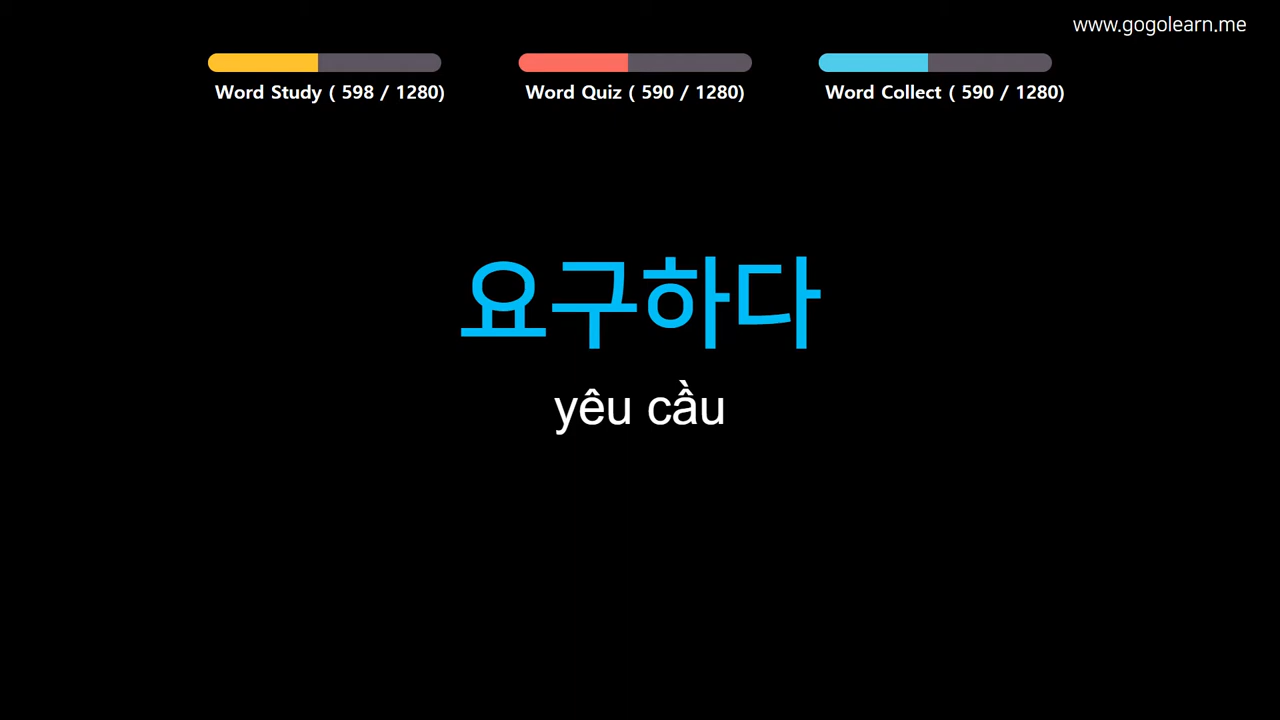 www.gogolearn.me
Word Study ( 598 / 1280)
Word Quiz ( 590 / 1280)
Word Collect ( 590 / 1280)
요구하다
yêu cầu